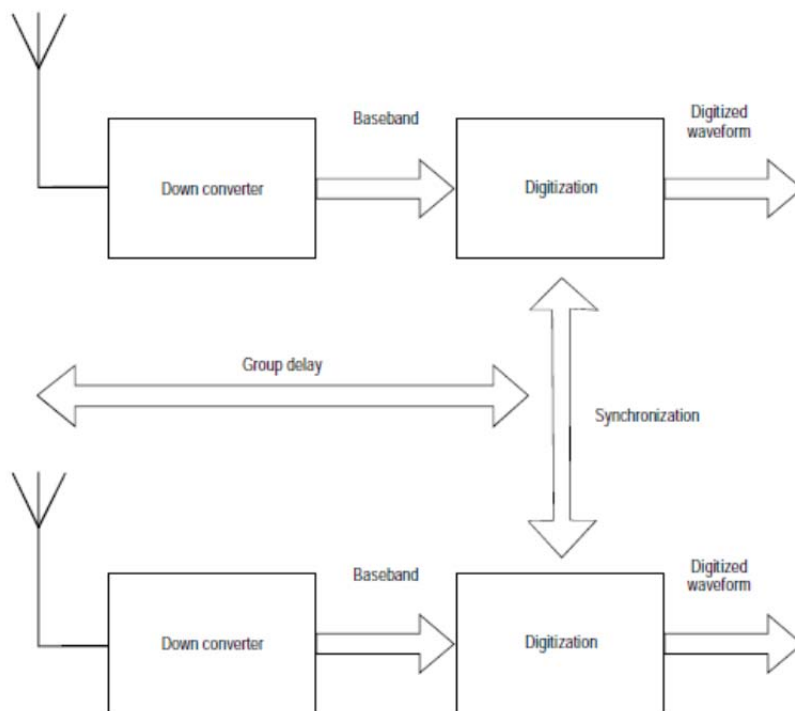 Baseband
Digitized
waveform
Down converter
Digitization
Group delay
Synchronization
Baseband
Digitized
waveform
Down converter
Digitization